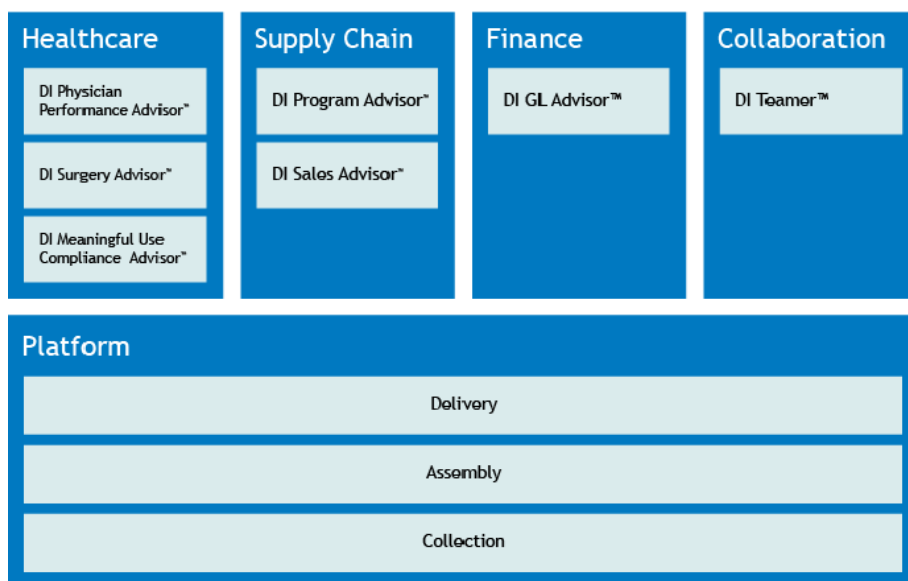 Healthcare
DI Physician
Performance Advisor™
DI Surgery Advisor™
DI Meaningful Use
Compliance Advisor™
Supply Chain
DI Program Advisor™
DI Sales Advisor™
Finance
DI GL Advisor™
Collaboration
DI Teamer™
Platform
Delivery
Assembly
Collection